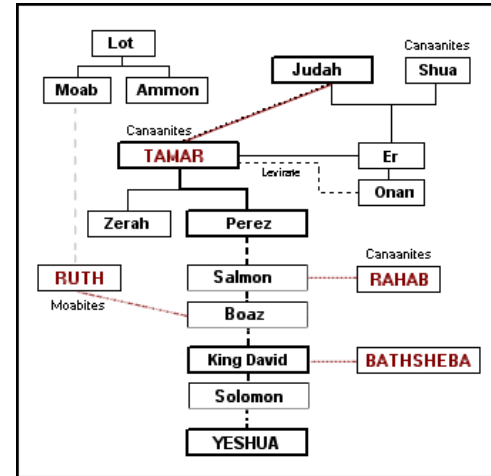 Lot
Canaanites
Judah
Shua
Moab
Ammon
Canaanites
TAMAR
Er
Levirate
Onan
Zerah
Perez
Canaanites
RUTH
Salmon
RAHAB
Moabites
Boaz
King David
BATHSHEBA
Solomon
YESHUA